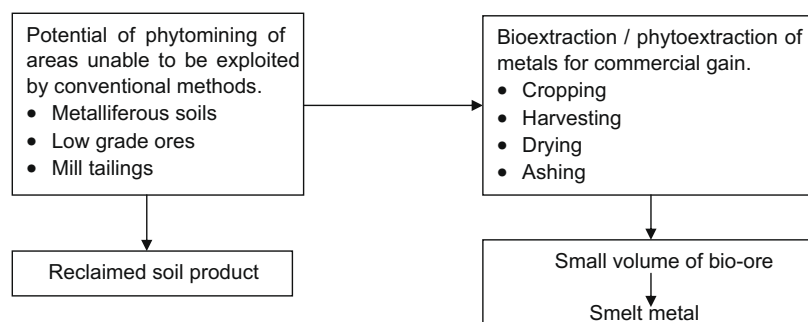 Potential of phytomining of
areas unable to be exploited
by conventional methods.
• Metalliferous soils
• Low grade ores
• Mill tailings
Reclaimed soil product
Bioextraction / phytoextraction of
metals for commercial gain.
• Cropping
• Harvesting
• Drying
• Ashing
Small volume of bio-ore
Smelt metal